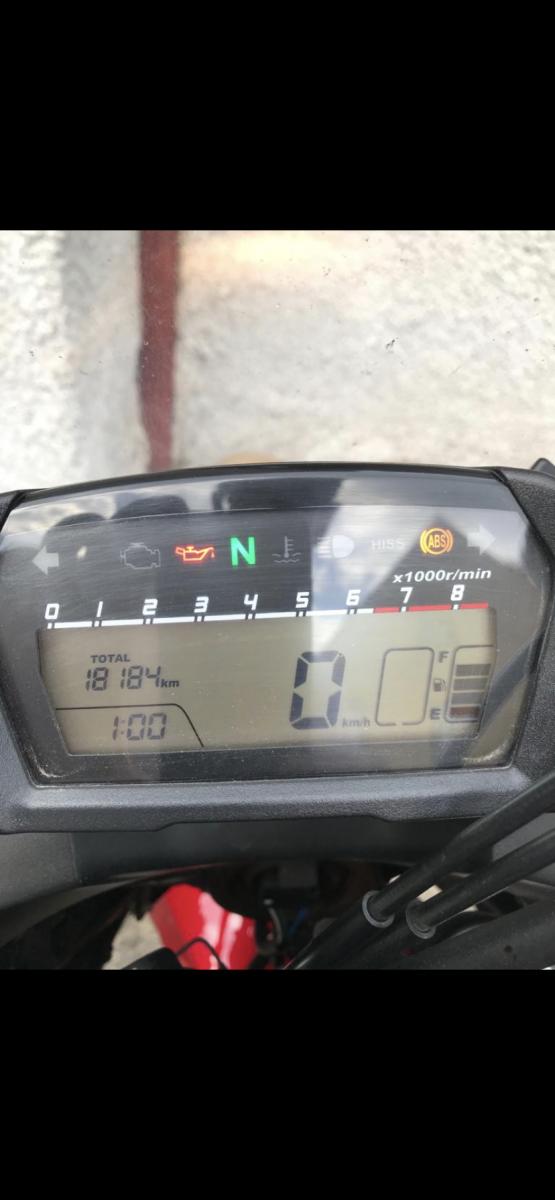 N HISS ABS
x1000r/min
0 1 2 3 4 5 6 7 8
TOTAL
18184km
1:00
0 km/h
F
E